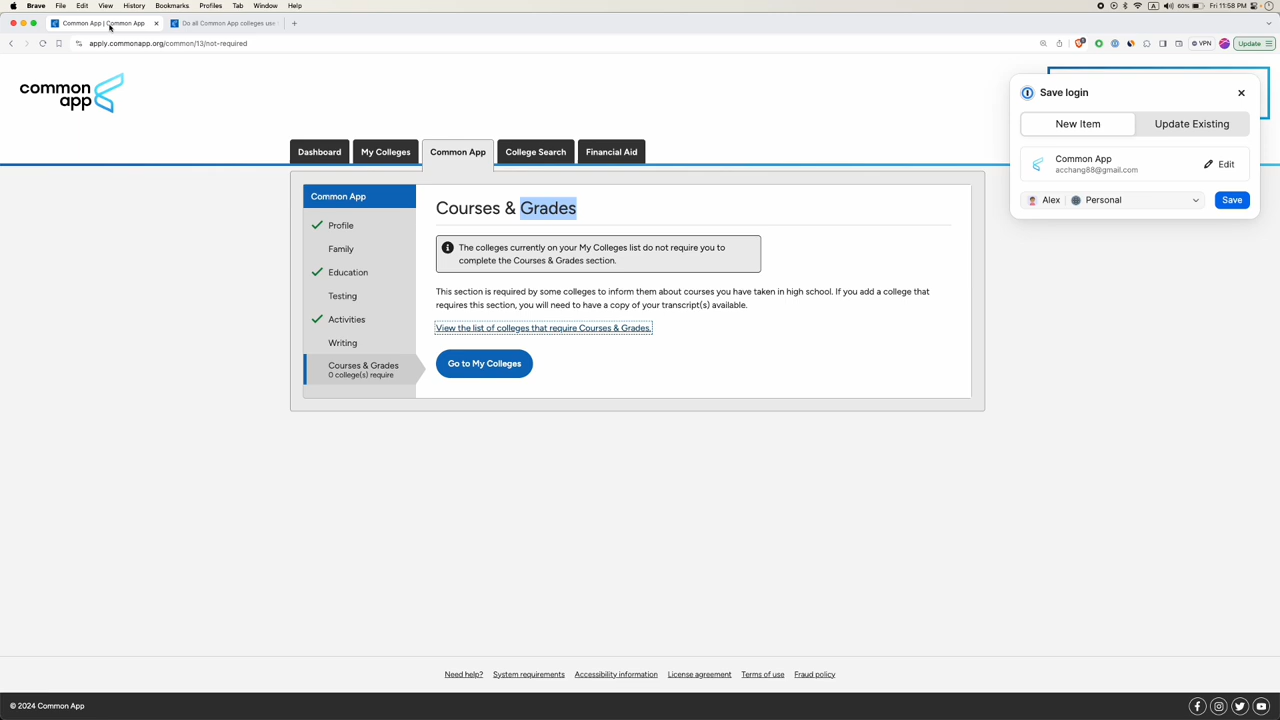 Brave File Edit View History Bookmarks Profiles Tab Window Help
A 60% Fri 11:58 PM
Common App | Common App
Do all Common App colleges use
apply.commonapp.org/common/13/not-required
VPN
Update
common
app
Save login
New Item
Update Existing
Common App
acchang88@gmail.com
Edit
Alex
Personal
Save
Dashboard
My Colleges
Common App
College Search
Financial Aid
Common App
Profile
Family
Education
Testing
Activities
Writing
Courses & Grades
0 college(s) require
Courses & Grades
The colleges currently on your My Colleges list do not require you to
complete the Courses & Grades section.
This section is required by some colleges to inform them about courses you have taken in high school. If you add a college that
requires this section, you will need to have a copy of your transcript(s) available.
View the list of colleges that require Courses & Grades.
Go to My Colleges
Need help?
System requirements
Accessibility information
License agreement
Terms of use
Fraud policy
© 2024 Common App